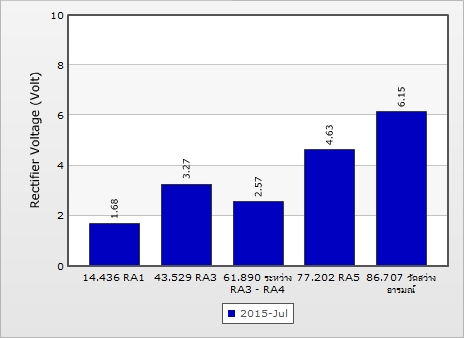 10
8
6
4
2
0
Rectifier Voltage (Volt)
1.68
3.27
2.57
4.63
6.15
14.436 RA1
43.529 RA3
61.890 ระหว่าง
RA3 - RA4
77.202 RA5
86.707 วัดสว่าง
อารมณ์
2015-Jul